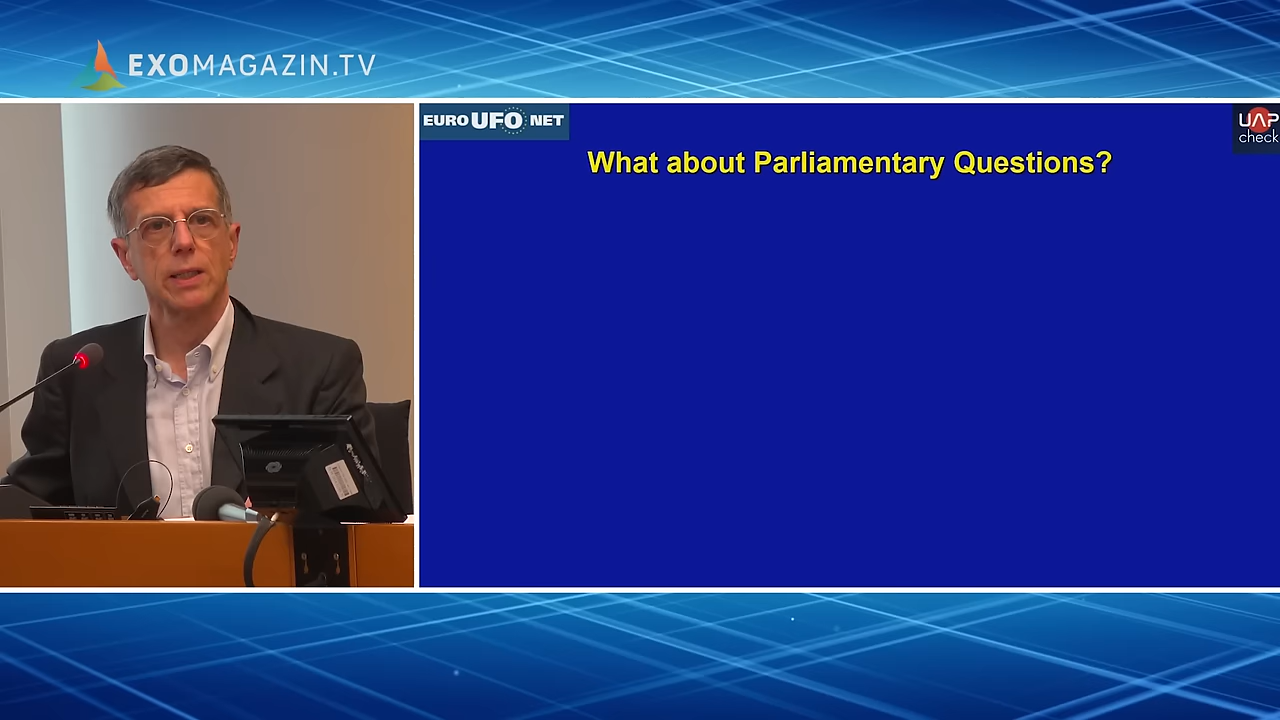 EXOMAGAZIN.TV
EURO UFO NET
UAP
check
What about Parliamentary Questions?